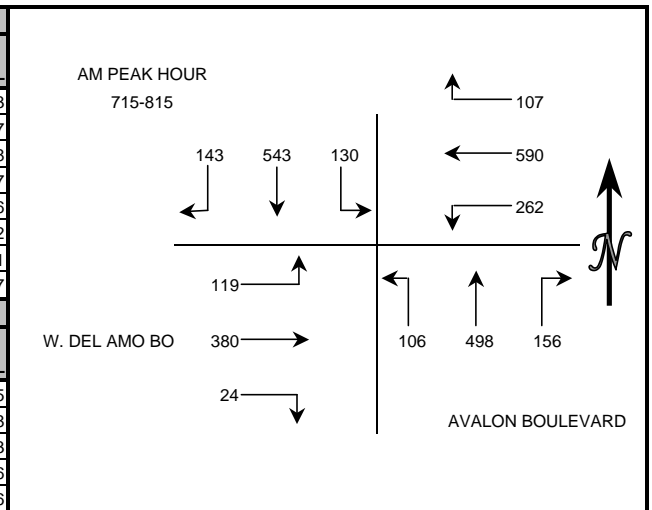 AM PEAK HOUR
715-815
107
143 543 130 590
262
N
119
W. DEL AMO BO 380 106 498 156
24
AVALON BOULEVARD